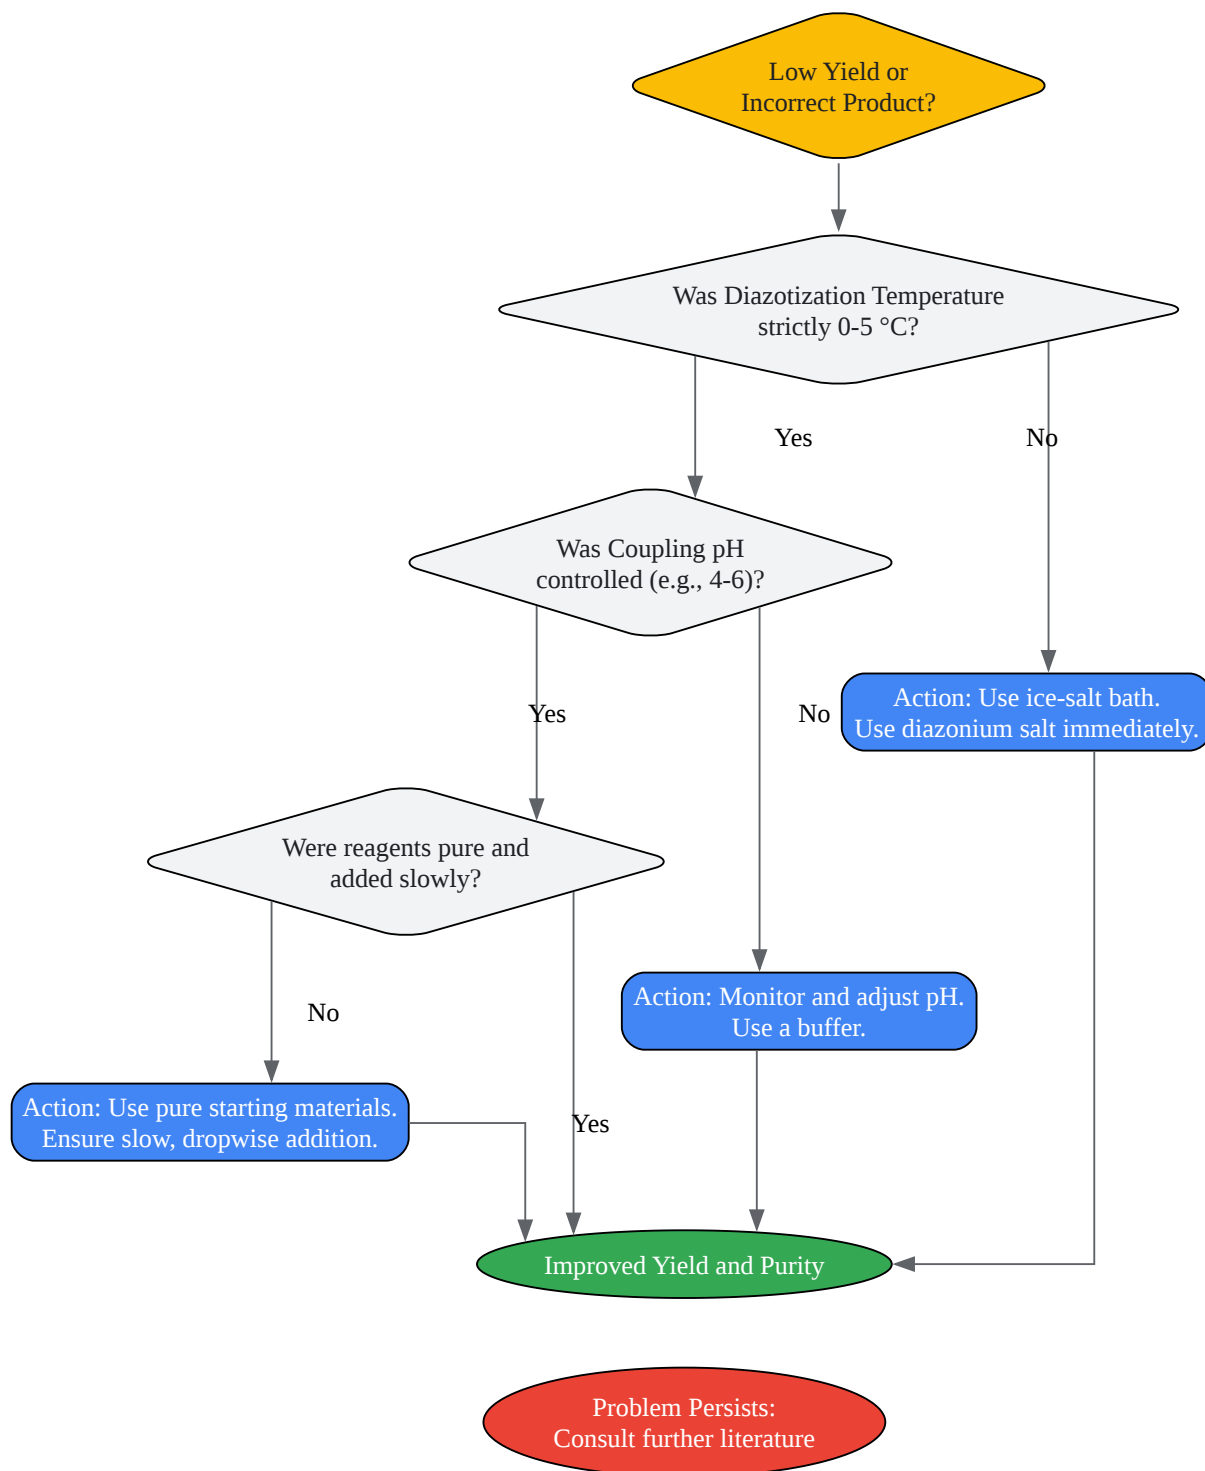 Low Yield or
Incorrect Product?
Was Diazotization Temperature
strictly 0-5 °C?
Yes
No
Was Coupling pH
controlled (e.g., 4-6)?
Yes
No
Action: Use ice-salt bath.
Use diazonium salt immediately.
Were reagents pure and
added slowly?
No
Action: Monitor and adjust pH.
Use a buffer.
Action: Use pure starting materials.
Ensure slow, dropwise addition.
Yes
Improved Yield and Purity
Problem Persists:
Consult further literature